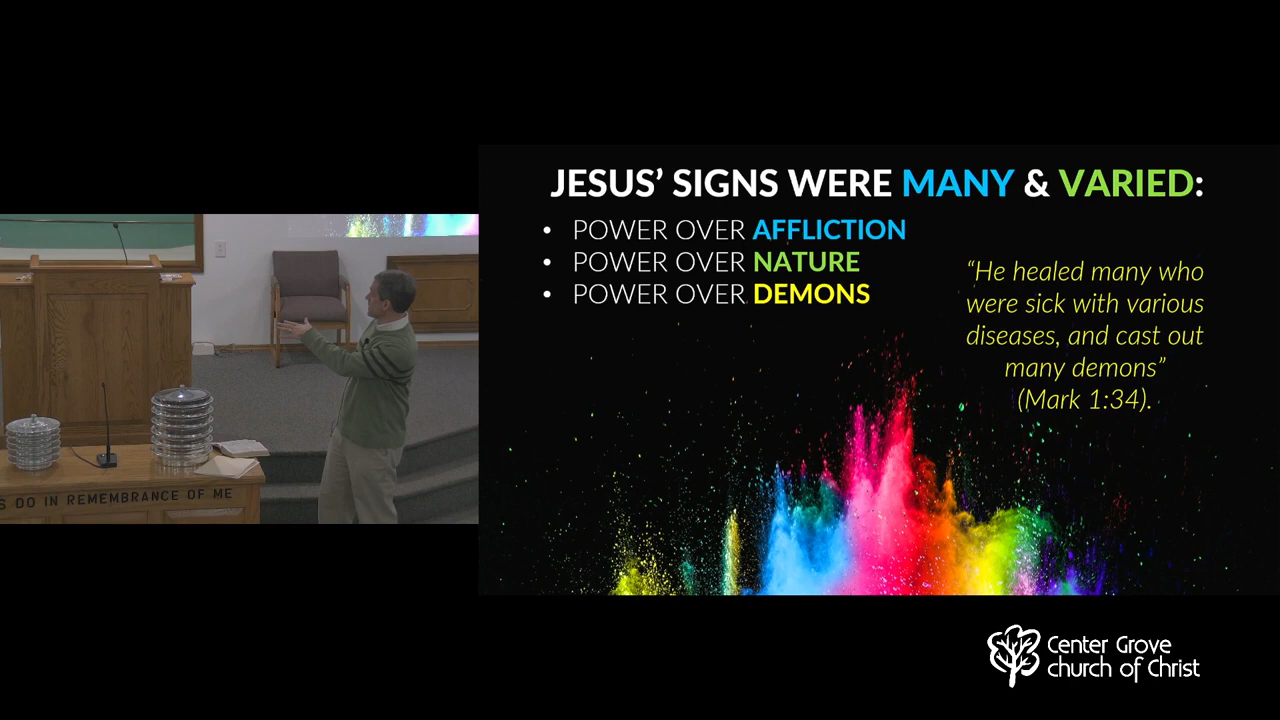 JESUS’ SIGNS WERE MANY & VARIED:
• POWER OVER AFFLICTION
• POWER OVER NATURE
• POWER OVER DEMONS
“He healed many who
were sick with various
diseases, and cast out
many demons”
(Mark 1:34).
S DO IN REMEMBRANCE OF ME
Center Grove
church of Christ